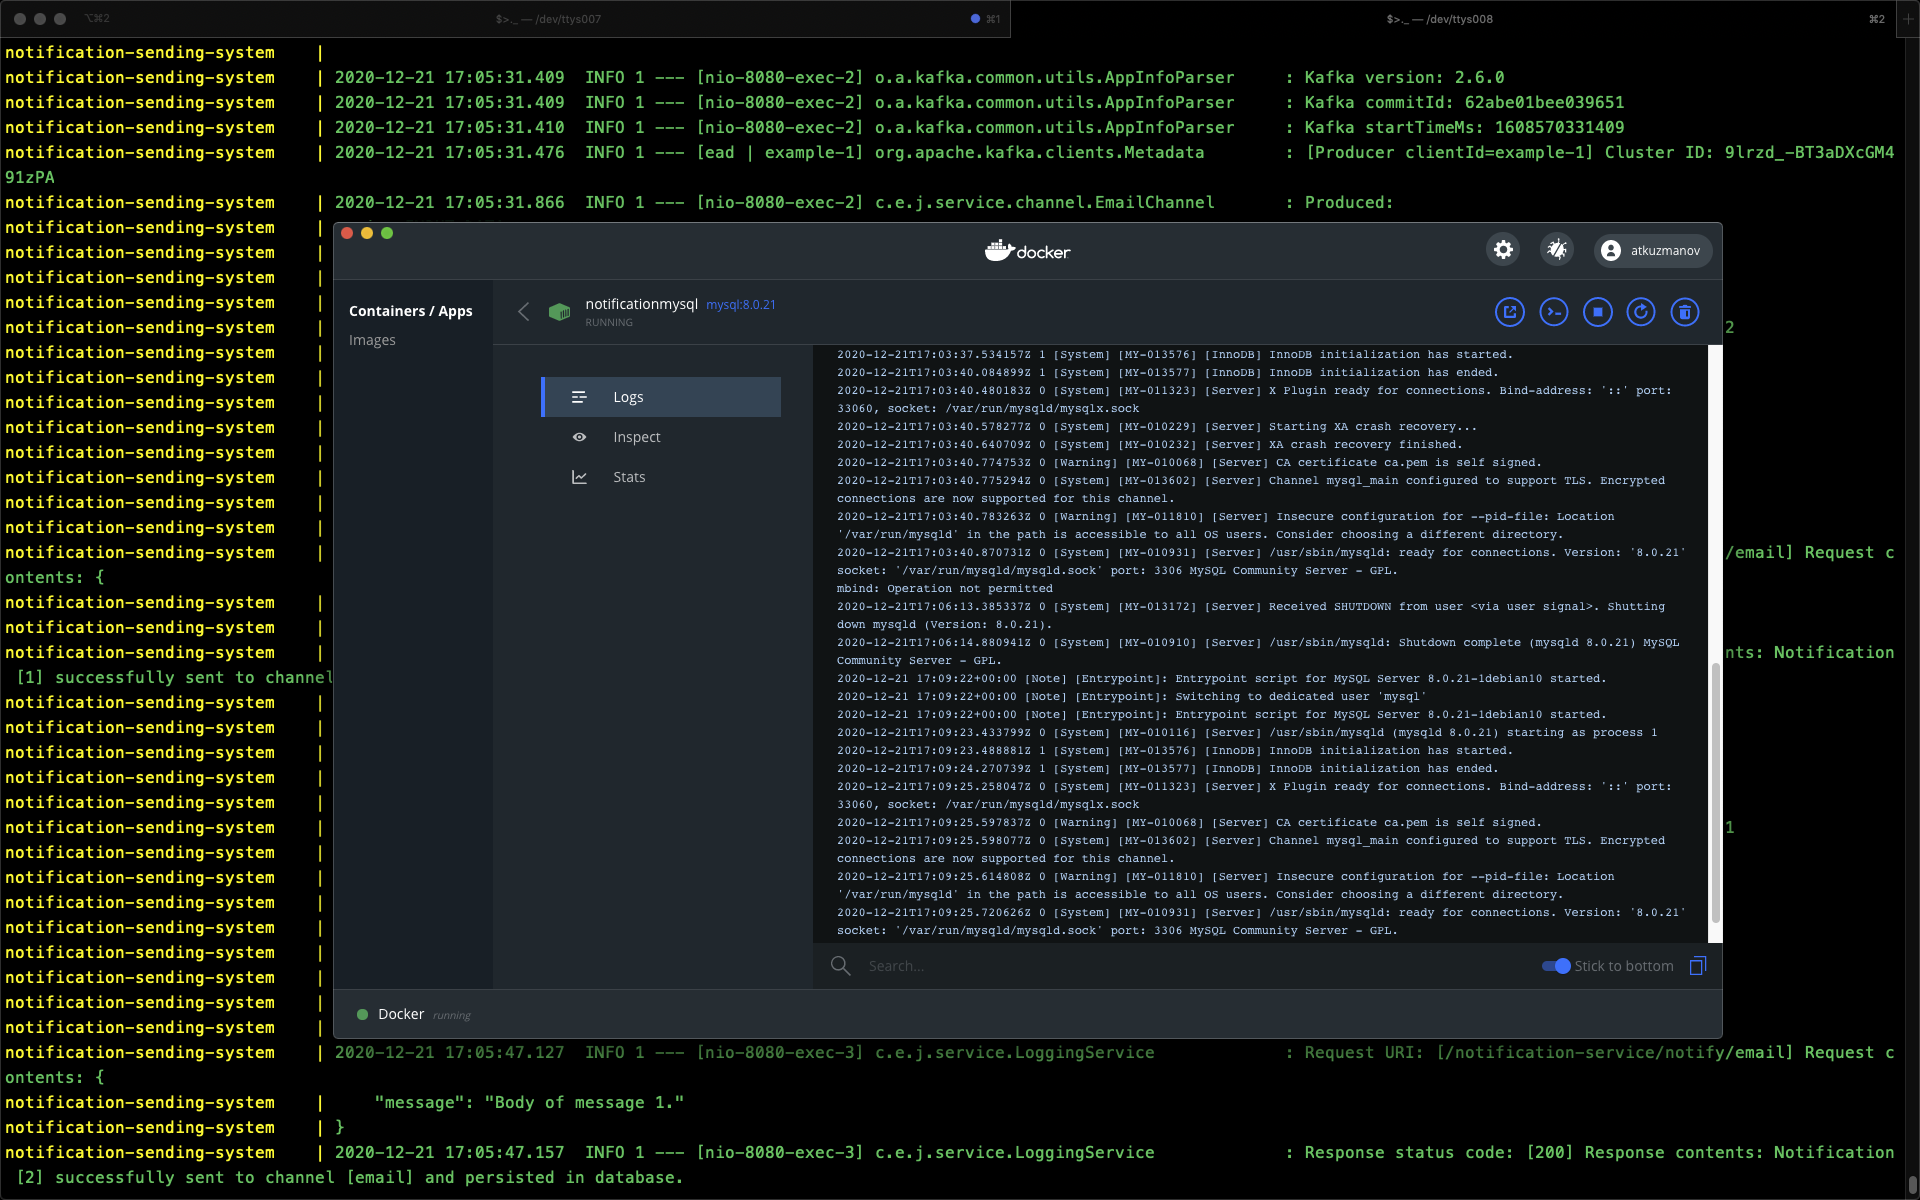 ⌥⌘2
$>._ — /dev/ttys007
⌘1
$>._ — /dev/ttys008
⌘2
+
notification-sending-system |
notification-sending-system | 2020-12-21 17:05:31.409 INFO 1 --- [nio-8080-exec-2] o.a.kafka.common.utils.AppInfoParser : Kafka version: 2.6.0
notification-sending-system | 2020-12-21 17:05:31.409 INFO 1 --- [nio-8080-exec-2] o.a.kafka.common.utils.AppInfoParser : Kafka commitId: 62abe01bee039651
notification-sending-system | 2020-12-21 17:05:31.410 INFO 1 --- [nio-8080-exec-2] o.a.kafka.common.utils.AppInfoParser : Kafka startTimeMs: 1608570331409
notification-sending-system | 2020-12-21 17:05:31.476 INFO 1 --- [ead | example-1] org.apache.kafka.clients.Metadata : [Producer clientId=example-1] Cluster ID: 9lrzd_-BT3aDXcGM4
91zPA
notification-sending-system | 2020-12-21 17:05:31.866 INFO 1 --- [nio-8080-exec-2] c.e.j.service.channel.EmailChannel : Produced:
notification-sending-system |
notification-sending-system |
notification-sending-system |
notification-sending-system |
notification-sending-system | 2
notification-sending-system |
notification-sending-system |
notification-sending-system |
notification-sending-system |
notification-sending-system |
notification-sending-system |
notification-sending-system |
notification-sending-system |
notification-sending-system | /email] Request c
ontents: {
notification-sending-system |
notification-sending-system |
notification-sending-system | nts: Notification
[1] successfully sent to channel
notification-sending-system |
notification-sending-system |
notification-sending-system |
notification-sending-system |
notification-sending-system |
notification-sending-system | 1
notification-sending-system |
notification-sending-system |
notification-sending-system |
notification-sending-system |
notification-sending-system |
notification-sending-system |
notification-sending-system |
notification-sending-system |
docker
atkuzmanov
Containers / Apps
Images
notificationmysql mysql:8.0.21
RUNNING
Logs
Inspect
Stats
2020-12-21T17:03:37.534157Z 1 [System] [MY-013576] [InnoDB] InnoDB initialization has started.
2020-12-21T17:03:40.084899Z 1 [System] [MY-013577] [InnoDB] InnoDB initialization has ended.
2020-12-21T17:03:40.480183Z 0 [System] [MY-011323] [Server] X Plugin ready for connections. Bind-address: '::' port:
33060, socket: /var/run/mysqld/mysqlx.sock
2020-12-21T17:03:40.578277Z 0 [System] [MY-010229] [Server] Starting XA crash recovery...
2020-12-21T17:03:40.640709Z 0 [System] [MY-010232] [Server] XA crash recovery finished.
2020-12-21T17:03:40.774753Z 0 [Warning] [MY-010068] [Server] CA certificate ca.pem is self signed.
2020-12-21T17:03:40.775294Z 0 [System] [MY-013602] [Server] Channel mysql_main configured to support TLS. Encrypted
connections are now supported for this channel.
2020-12-21T17:03:40.783263Z 0 [Warning] [MY-011810] [Server] Insecure configuration for --pid-file: Location
'/var/run/mysqld' in the path is accessible to all OS users. Consider choosing a different directory.
2020-12-21T17:03:40.870731Z 0 [System] [MY-010931] [Server] /usr/sbin/mysqld: ready for connections. Version: '8.0.21'
socket: '/var/run/mysqld/mysqld.sock' port: 3306 MySQL Community Server - GPL.
mbind: Operation not permitted
2020-12-21T17:06:13.385337Z 0 [System] [MY-013172] [Server] Received SHUTDOWN from user <via user signal>. Shutting
down mysqld (Version: 8.0.21).
2020-12-21T17:06:14.880941Z 0 [System] [MY-010910] [Server] /usr/sbin/mysqld: Shutdown complete (mysqld 8.0.21) MySQL
Community Server - GPL.
2020-12-21 17:09:22+00:00 [Note] [Entrypoint]: Entrypoint script for MySQL Server 8.0.21-1debian10 started.
2020-12-21 17:09:22+00:00 [Note] [Entrypoint]: Switching to dedicated user 'mysql'
2020-12-21 17:09:22+00:00 [Note] [Entrypoint]: Entrypoint script for MySQL Server 8.0.21-1debian10 started.
2020-12-21T17:09:23.433799Z 0 [System] [MY-010116] [Server] /usr/sbin/mysqld (mysqld 8.0.21) starting as process 1
2020-12-21T17:09:23.488881Z 1 [System] [MY-013576] [InnoDB] InnoDB initialization has started.
2020-12-21T17:09:24.270739Z 1 [System] [MY-013577] [InnoDB] InnoDB initialization has ended.
2020-12-21T17:09:25.258047Z 0 [System] [MY-011323] [Server] X Plugin ready for connections. Bind-address: '::' port:
33060, socket: /var/run/mysqld/mysqlx.sock
2020-12-21T17:09:25.597837Z 0 [Warning] [MY-010068] [Server] CA certificate ca.pem is self signed.
2020-12-21T17:09:25.598077Z 0 [System] [MY-013602] [Server] Channel mysql_main configured to support TLS. Encrypted
connections are now supported for this channel.
2020-12-21T17:09:25.614808Z 0 [Warning] [MY-011810] [Server] Insecure configuration for --pid-file: Location
'/var/run/mysqld' in the path is accessible to all OS users. Consider choosing a different directory.
2020-12-21T17:09:25.720626Z 0 [System] [MY-010931] [Server] /usr/sbin/mysqld: ready for connections. Version: '8.0.21'
socket: '/var/run/mysqld/mysqld.sock' port: 3306 MySQL Community Server - GPL.
Search...
Stick to bottom
Docker running
notification-sending-system | 2020-12-21 17:05:47.127 INFO 1 --- [nio-8080-exec-3] c.e.j.service.LoggingService : Request URI: [/notification-service/notify/email] Request c
ontents: {
notification-sending-system | "message": "Body of message 1."
notification-sending-system | }
notification-sending-system | 2020-12-21 17:05:47.157 INFO 1 --- [nio-8080-exec-3] c.e.j.service.LoggingService : Response status code: [200] Response contents: Notification
[2] successfully sent to channel [email] and persisted in database.